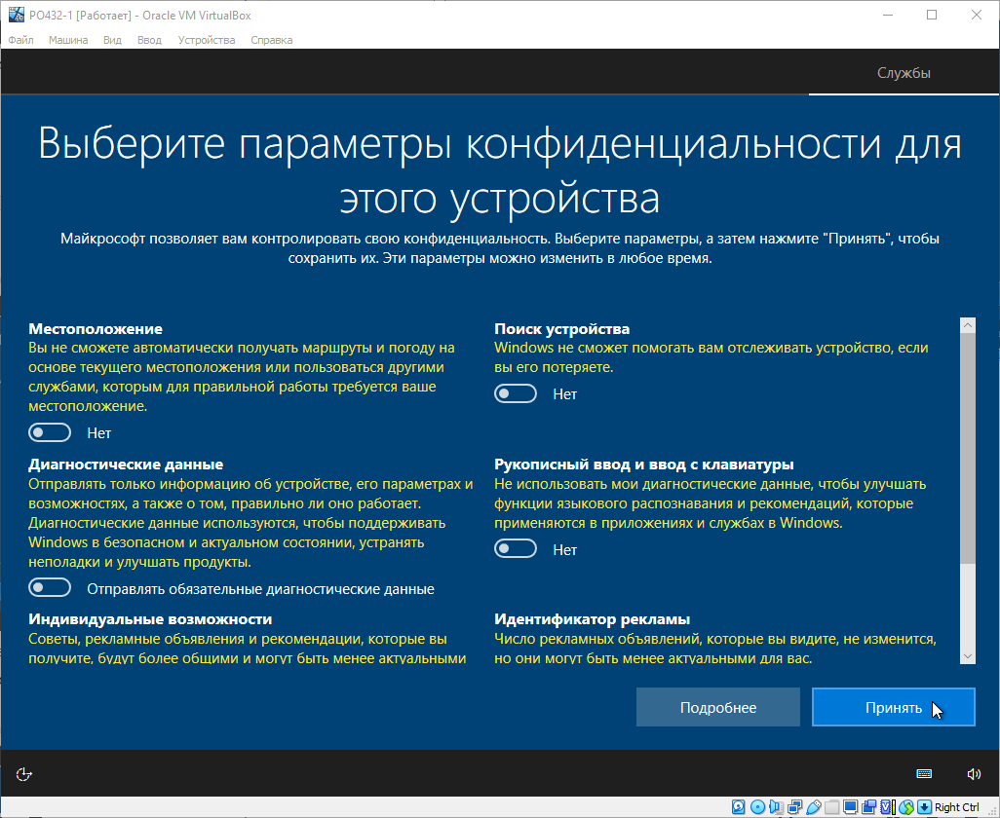 PO432-1 [Работает] - Oracle VM VirtualBox
Файл Машина Вид Ввод Устройства Справка
Службы
Выберите параметры конфиденциальности для
этого устройства
Майкрософт позволяет вам контролировать свою конфиденциальность. Выберите параметры, а затем нажмите "Принять", чтобы
сохранить их. Эти параметры можно изменить в любое время.
Местоположение
Вы не сможете автоматически получать маршруты и погоду на
основе текущего местоположения или пользоваться другими
службами, которым для правильной работы требуется ваше
местоположение.
Нет
Поиск устройства
Windows не сможет помогать вам отслеживать устройство, если
вы его потеряете.
Нет
Диагностические данные
Отправлять только информацию об устройстве, его параметрах и
возможностях, а также о том, правильно ли оно работает.
Диагностические данные используются, чтобы поддерживать
Windows в безопасном и актуальном состоянии, устранять
неполадки и улучшать продукты.
Отправлять обязательные диагностические данные
Рукописный ввод и ввод с клавиатуры
Не использовать мои диагностические данные, чтобы улучшать
функции языкового распознавания и рекомендаций, которые
применяются в приложениях и службах в Windows.
Нет
Индивидуальные возможности
Советы, рекламные объявления и рекомендации, которые вы
получите, будут более общими и могут быть менее актуальными
Идентификатор рекламы
Число рекламных объявлений, которые вы видите, не изменится,
но они могут быть менее актуальными для вас.
Подробнее
Принять
Right Ctrl